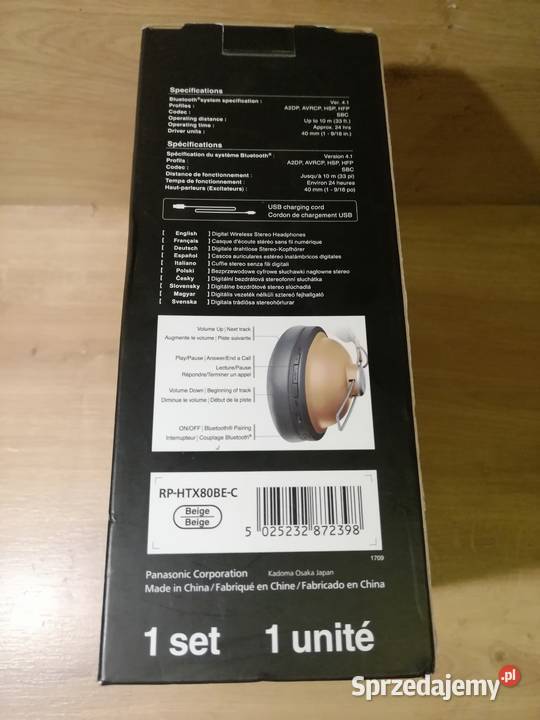 Specifications
Bluetooth® system specification : Ver. 4.1
Profiles : A2DP, AVRCP, HSP, HFP
Codec : SBC
Operating distance : Up to 10 m (33 ft.)
Operating time : Approx. 24 hrs
Driver units : 40 mm (1 - 9/16 in.)
Spécifications
Spécification du système Bluetooth® : Version 4.1
Profils : A2DP, AVRCP, HSP, HFP
Codec : SBC
Distance de fonctionnement : Jusqu'à 10 m (33 pi)
Temps de fonctionnement : Environ 24 heures
Haut-parleurs (Excitateurs) : 40 mm (1 - 9/16 po)
USB charging cord
Cordon de chargement USB
[ English ] Digital Wireless Stereo Headphones
[ Français ] Casque d'écoute stéréo sans fil numérique
[ Deutsch ] Digitale drahtlose Stereo-Kopfhörer
[ Español ] Cascos auriculares estéreo inalámbricos digitales
[ Italiano ] Cuffie stereo senza fili digitali
[ Polski ] Bezprzewodowe cyfrowe słuchawki nagłowne stereo
[ Česky ] Digitální bezdrátová stereofonní sluchátka
[ Slovensky ] Digitálne bezdrôtové stereo slúchadlá
[ Magyar ] Digitális vezeték nélküli sztereó fejhallgató
[ Svenska ] Digitala trådlösa stereohörlurar
Volume Up | Next track
Augmente le volume | Piste suivante
Play/Pause | Answer/End a Call
Lecture/Pause
Répondre/Terminer un appel
Volume Down | Beginning of track
Diminue le volume | Début de la piste
ON/OFF | Bluetooth® Pairing
Interrupteur | Couplage Bluetooth®
RP-HTX80BE-C
Beige
Beige
5 025232 872398
1709
Panasonic Corporation Kadoma Osaka Japan
Made in China / Fabriqué en Chine / Fabricado en China
1 set 1 unité
Sprzedajemy.pl